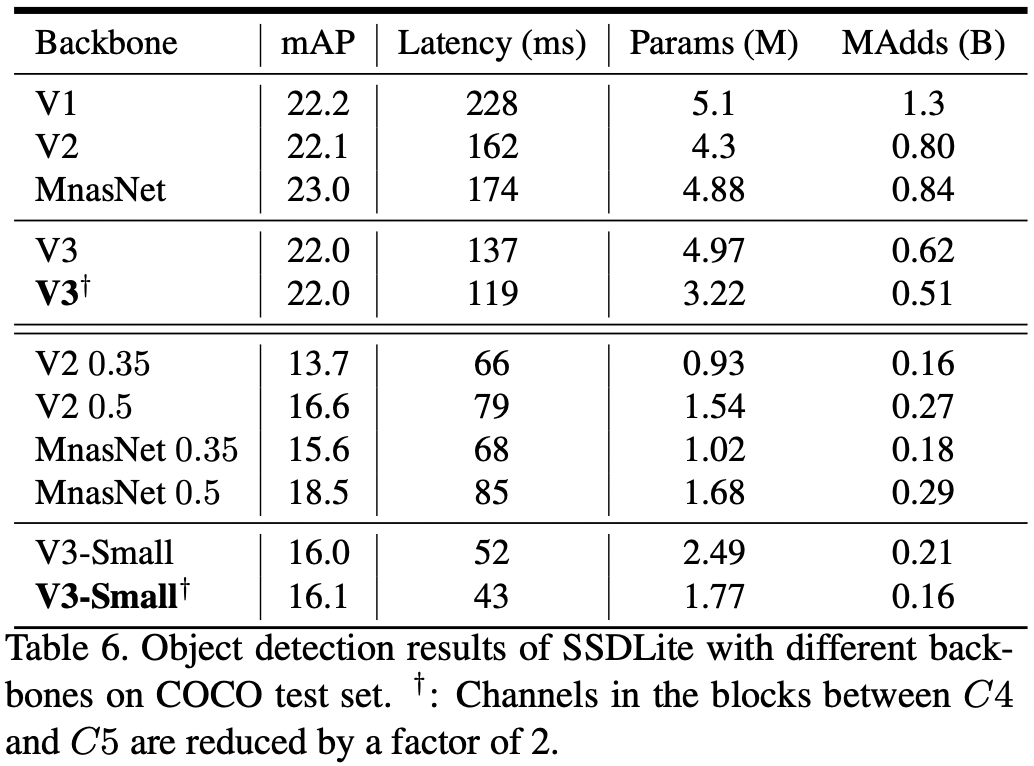 Backbone mAP Latency (ms) Params (M) MAdds (B)
V1 22.2 228 5.1 1.3
V2 22.1 162 4.3 0.80
MnasNet 23.0 174 4.88 0.84
V3 22.0 137 4.97 0.62
V3† 22.0 119 3.22 0.51
V2 0.35 13.7 66 0.93 0.16
V2 0.5 16.6 79 1.54 0.27
MnasNet 0.35 15.6 68 1.02 0.18
MnasNet 0.5 18.5 85 1.68 0.29
V3-Small 16.0 52 2.49 0.21
V3-Small† 16.1 43 1.77 0.16
Table 6. Object detection results of SSDLite with different back-
bones on COCO test set. †: Channels in the blocks between C4
and C5 are reduced by a factor of 2.